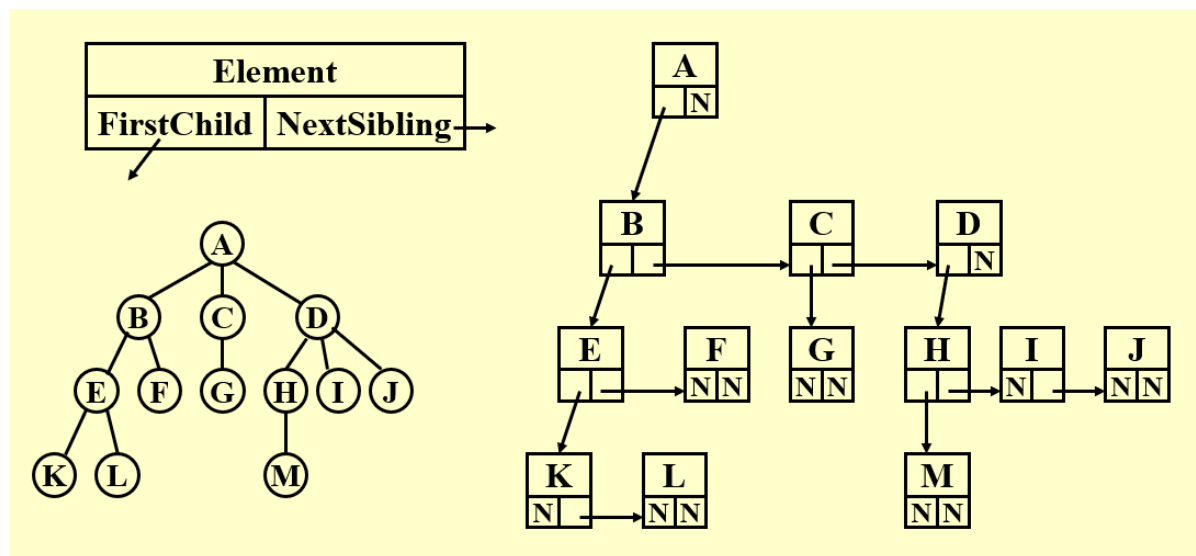 Element
FirstChild NextSibling
A
B C D
E F G H I J
K L M
A
N
B C D
N
E F G H I J
N N N N N N N
K L M
N N N N N